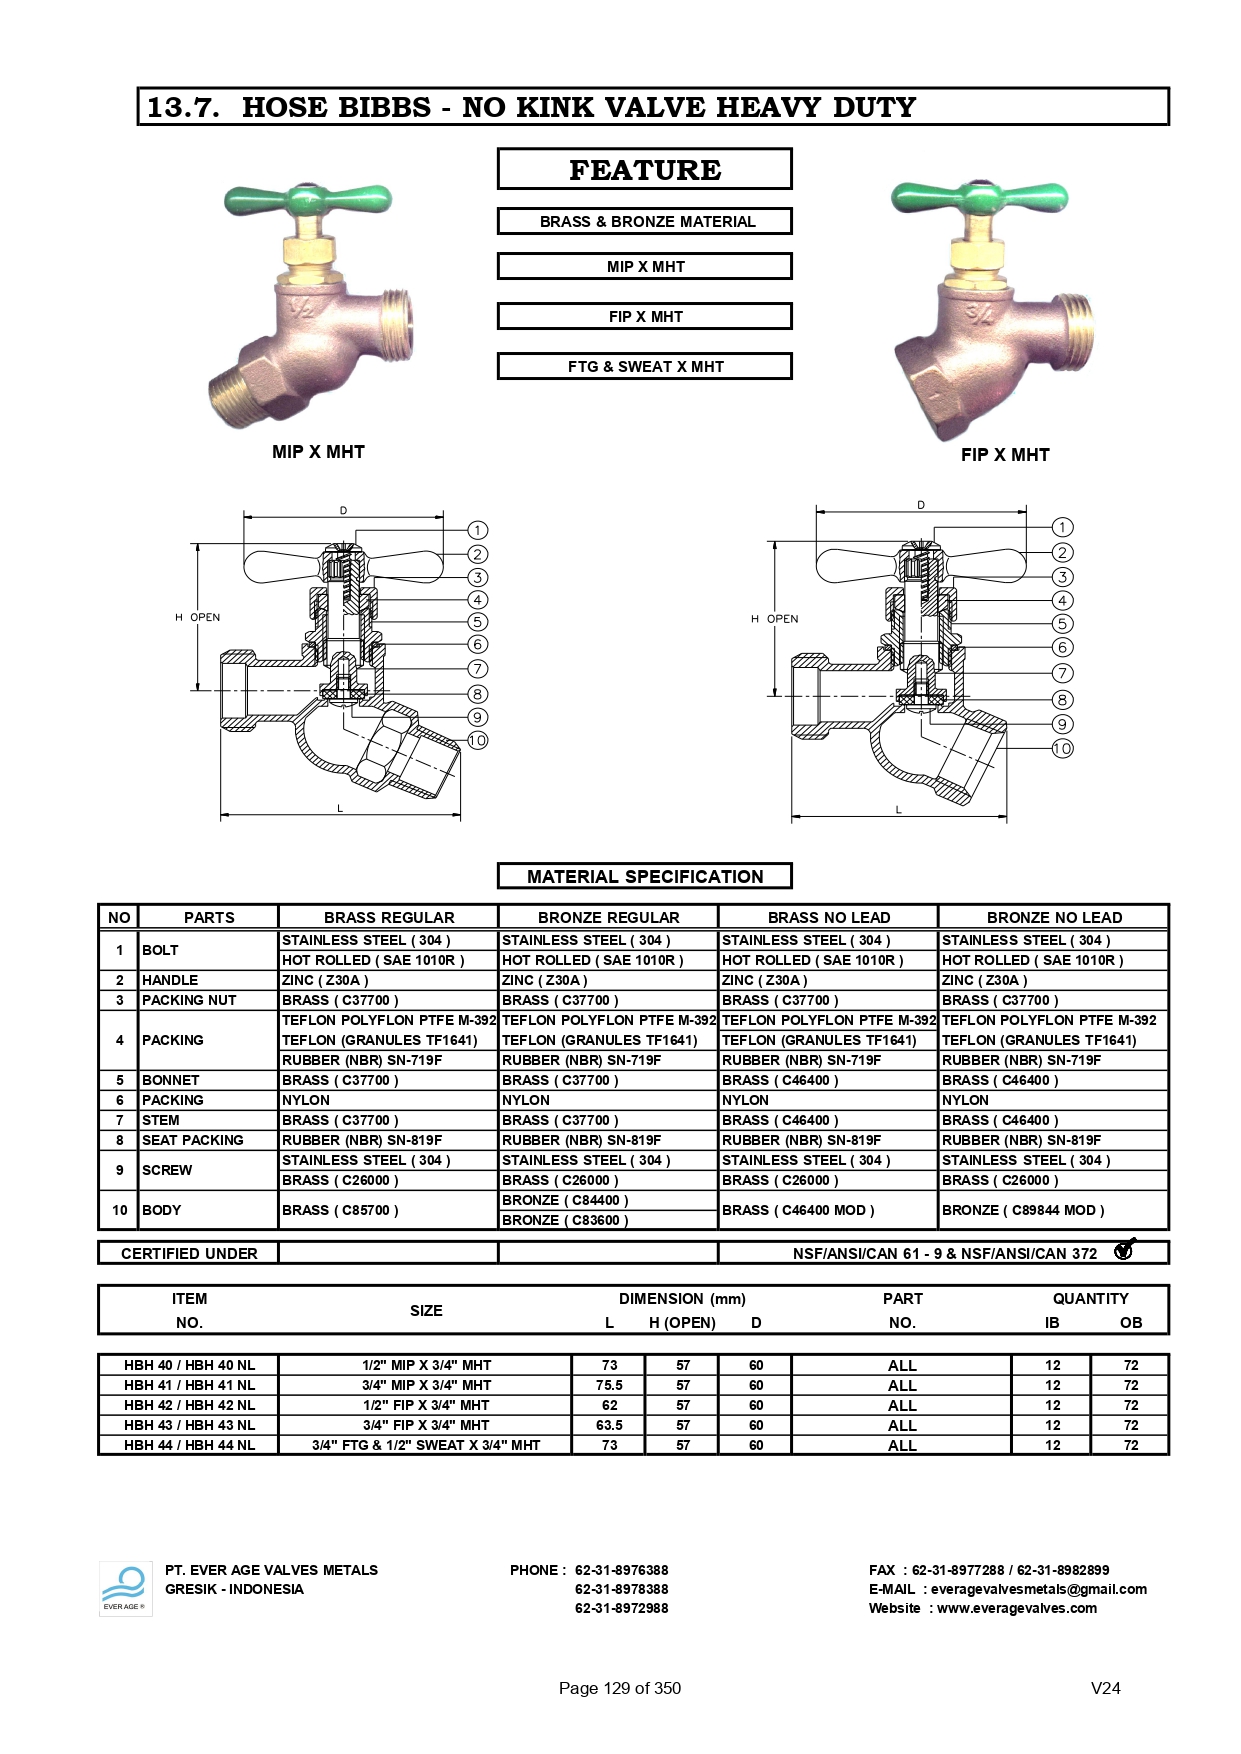 13.7. HOSE BIBBS - NO KINK VALVE HEAVY DUTY
FEATURE
BRASS & BRONZE MATERIAL
MIP X MHT
FIP X MHT
FTG & SWEAT X MHT
1/2
3/4
MIP X MHT
FIP X MHT
D
1
2
3
4
5
6
7
8
9
10
H OPEN
L
D
1
2
3
4
5
6
7
8
9
10
H OPEN
L
MATERIAL SPECIFICATION
NO PARTS BRASS REGULAR BRONZE REGULAR BRASS NO LEAD BRONZE NO LEAD
1 BOLT STAINLESS STEEL ( 304 ) STAINLESS STEEL ( 304 ) STAINLESS STEEL ( 304 ) STAINLESS STEEL ( 304 )
HOT ROLLED ( SAE 1010R ) HOT ROLLED ( SAE 1010R ) HOT ROLLED ( SAE 1010R ) HOT ROLLED ( SAE 1010R )
2 HANDLE ZINC ( Z30A ) ZINC ( Z30A ) ZINC ( Z30A ) ZINC ( Z30A )
3 PACKING NUT BRASS ( C37700 ) BRASS ( C37700 ) BRASS ( C37700 ) BRASS ( C37700 )
TEFLON POLYFLON PTFE M-392 TEFLON POLYFLON PTFE M-392 TEFLON POLYFLON PTFE M-392 TEFLON POLYFLON PTFE M-392
4 PACKING TEFLON (GRANULES TF1641) TEFLON (GRANULES TF1641) TEFLON (GRANULES TF1641) TEFLON (GRANULES TF1641)
RUBBER (NBR) SN-719F RUBBER (NBR) SN-719F RUBBER (NBR) SN-719F RUBBER (NBR) SN-719F
5 BONNET BRASS ( C37700 ) BRASS ( C37700 ) BRASS ( C46400 ) BRASS ( C46400 )
6 PACKING NYLON NYLON NYLON NYLON
7 STEM BRASS ( C37700 ) BRASS ( C37700 ) BRASS ( C46400 ) BRASS ( C46400 )
8 SEAT PACKING RUBBER (NBR) SN-819F RUBBER (NBR) SN-819F RUBBER (NBR) SN-819F RUBBER (NBR) SN-819F
9 SCREW STAINLESS STEEL ( 304 ) STAINLESS STEEL ( 304 ) STAINLESS STEEL ( 304 ) STAINLESS STEEL ( 304 )
BRASS ( C26000 ) BRASS ( C26000 ) BRASS ( C26000 ) BRASS ( C26000 )
10 BODY BRASS ( C85700 ) BRONZE ( C84400 ) BRASS ( C46400 MOD ) BRONZE ( C89844 MOD )
BRONZE ( C83600 )
CERTIFIED UNDER NSF/ANSI/CAN 61 - 9 & NSF/ANSI/CAN 372
ITEM SIZE DIMENSION (mm) PART QUANTITY
NO. L H (OPEN) D NO. IB OB
HBH 40 / HBH 40 NL 1/2" MIP X 3/4" MHT 73 57 60 ALL 12 72
HBH 41 / HBH 41 NL 3/4" MIP X 3/4" MHT 75.5 57 60 ALL 12 72
HBH 42 / HBH 42 NL 1/2" FIP X 3/4" MHT 62 57 60 ALL 12 72
HBH 43 / HBH 43 NL 3/4" FIP X 3/4" MHT 63.5 57 60 ALL 12 72
HBH 44 / HBH 44 NL 3/4" FTG & 1/2" SWEAT X 3/4" MHT 73 57 60 ALL 12 72
EVER AGE ®
PT. EVER AGE VALVES METALS PHONE : 62-31-8976388 FAX : 62-31-8977288 / 62-31-8982899
GRESIK - INDONESIA 62-31-8978388 E-MAIL : everagevalvesmetals@gmail.com
62-31-8972988 Website : www.everagevalves.com
Page 129 of 350 V24